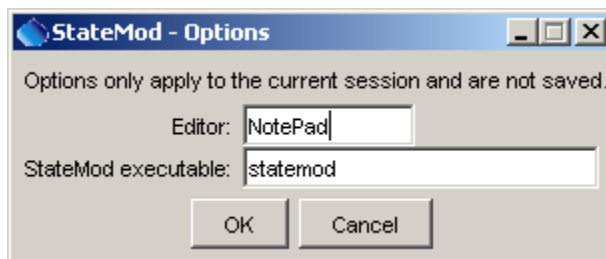 StateMod - Options
Options only apply to the current session and are not saved.
Editor: NotePad
StateMod executable: statemod
OK Cancel